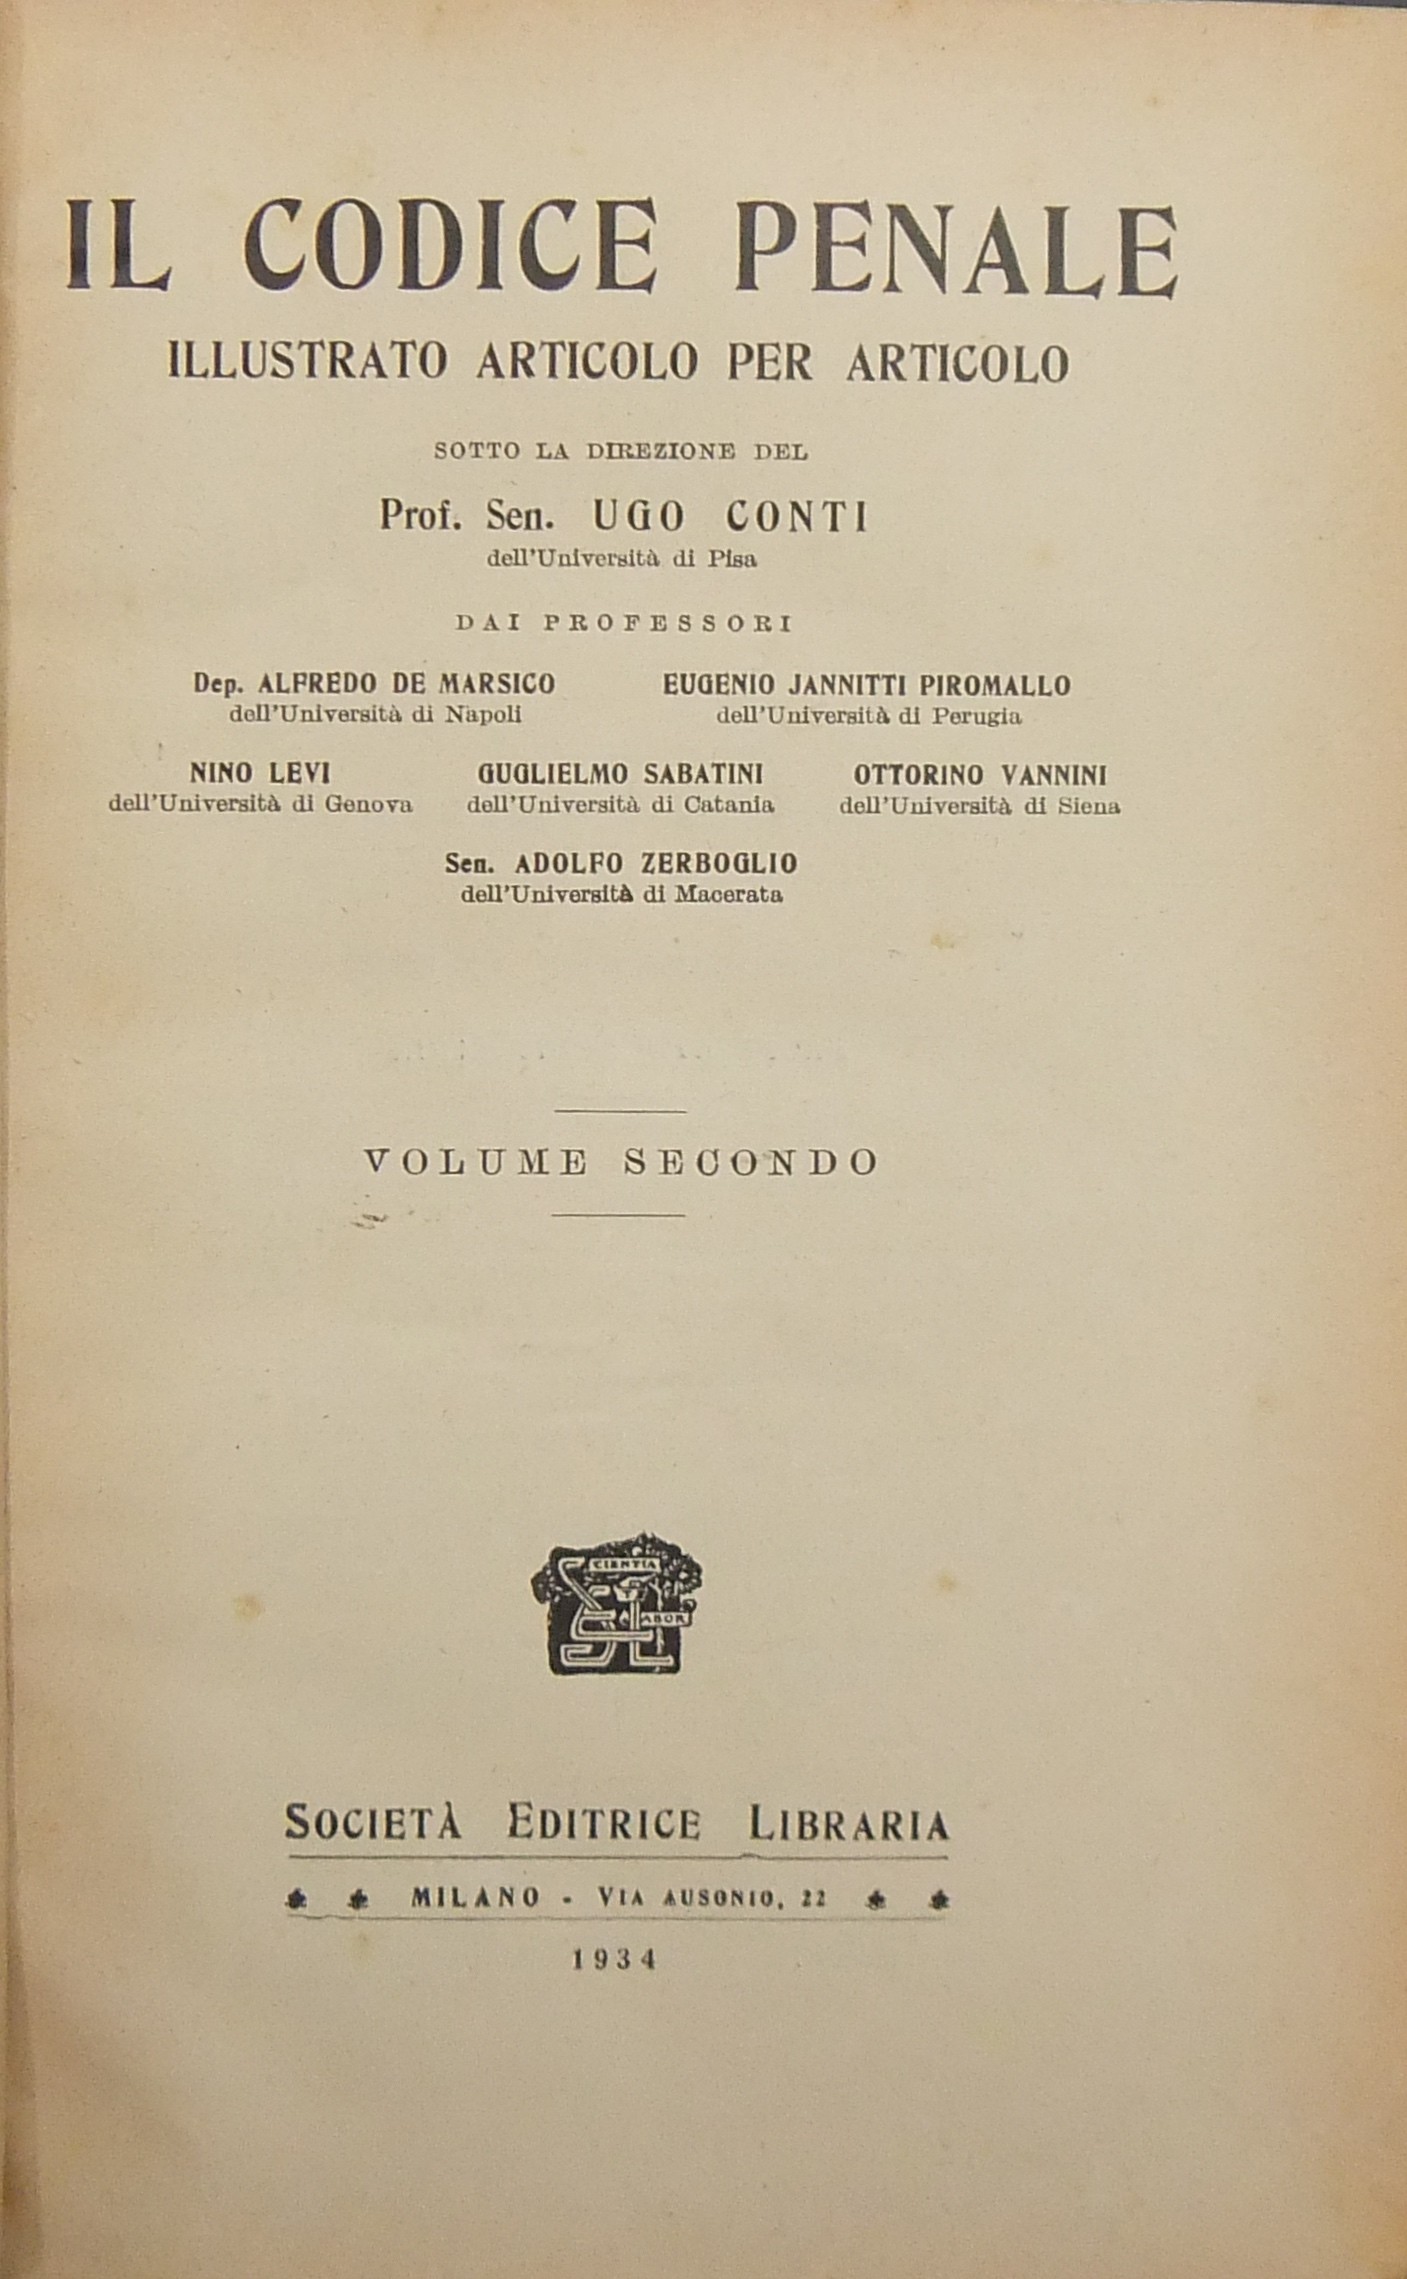 IL CODICE PENALE
ILLUSTRATO ARTICOLO PER ARTICOLO
SOTTO LA DIREZIONE DEL
Prof. Sen. UGO CONTI
dell'Università di Pisa
DAI PROFESSORI
Dep. ALFREDO DE MARSICO EUGENIO JANNITTI PIROMALLO
dell'Università di Napoli dell'Università di Perugia
NINO LEVI GUGLIELMO SABATINI OTTORINO VANNINI
dell'Università di Genova dell'Università di Catania dell'Università di Siena
Sen. ADOLFO ZERBOGLIO
dell'Università di Macerata
VOLUME SECONDO
CIENTIA
ABOR
SOCIETÀ EDITRICE LIBRARIA
MILANO - VIA AUSONIO, 22
1934